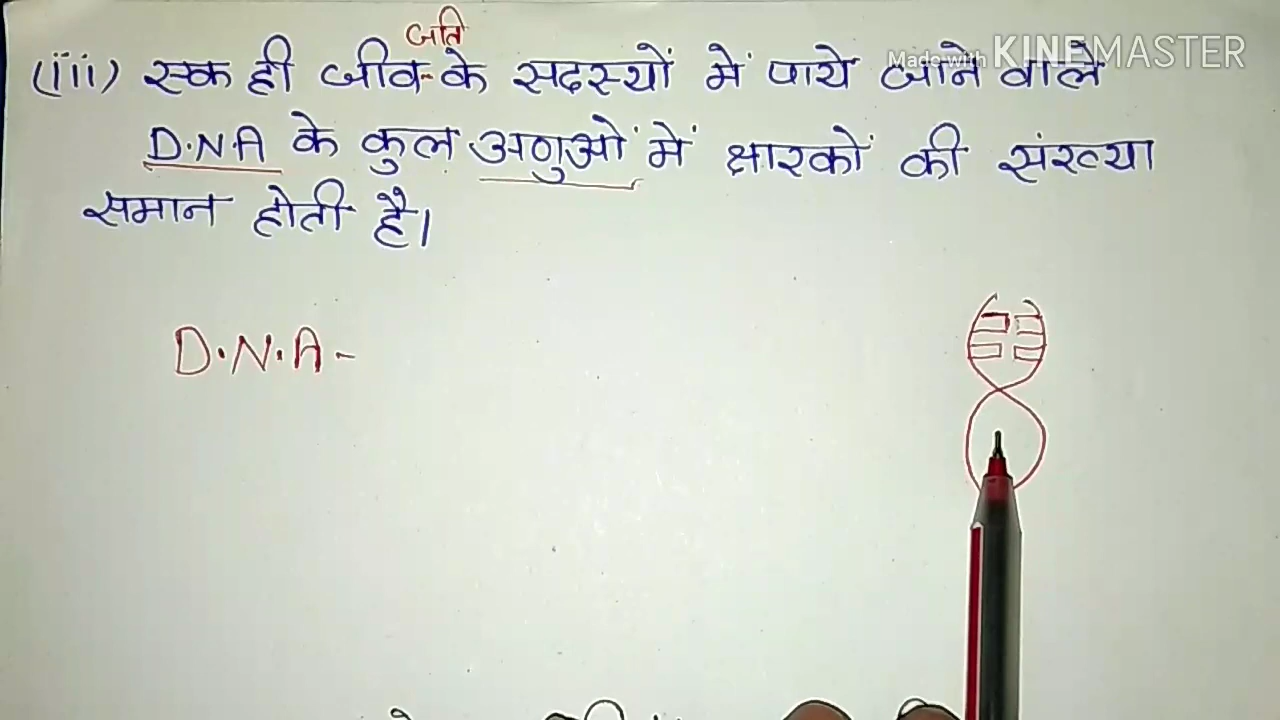 जाति
(iii) एक ही जीव के सदस्यों में पाये जाने वाले
D.N.A के कुल अणुओं में क्षारकों की संख्या
समान होती है।
D.N.A -
Made with KINEMASTER